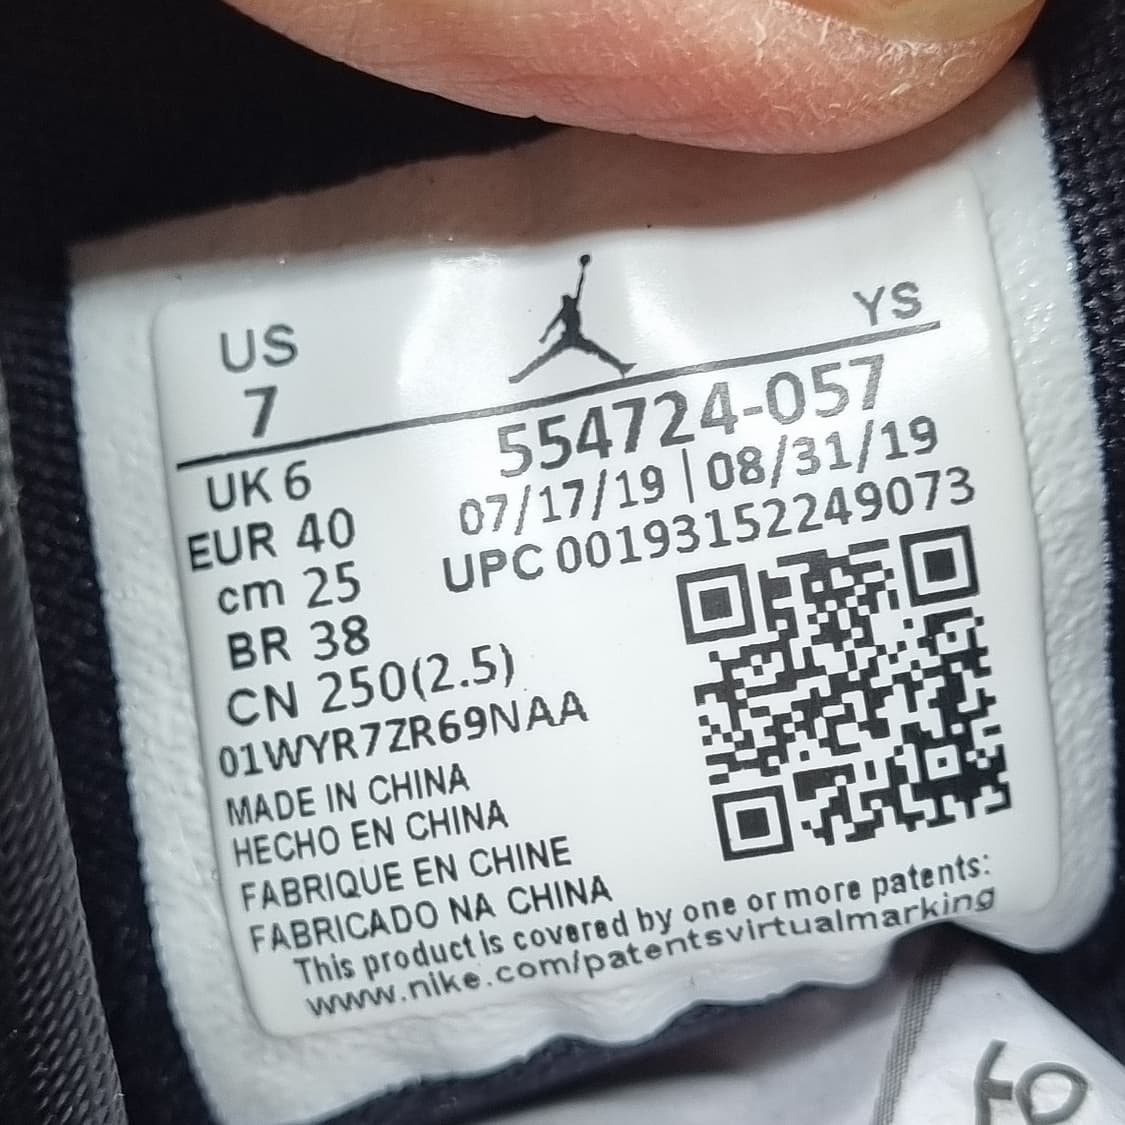 US
7
YS
554724-057
07/17/19 | 08/31/19
UPC 00193152249073
UK 6
EUR 40
cm 25
BR 38
CN 250(2.5)
01WYR7ZR69NAA
MADE IN CHINA
HECHO EN CHINA
FABRIQUE EN CHINE
FABRICADO NA CHINA
This product is covered by one or more patents:
www.nike.com/patentsvirtualmarking